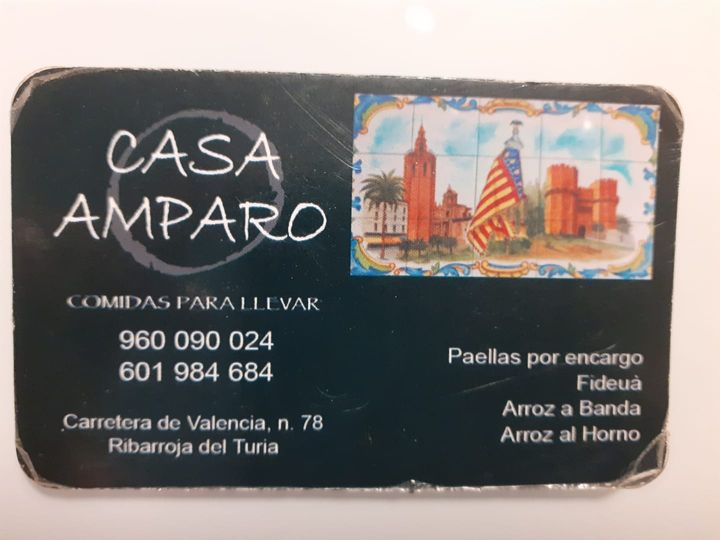 CASA
AMPARO
COMIDAS PARA LLEVAR
960 090 024
601 984 684
Carretera de Valencia, n. 78
Ribarroja del Turia
Paellas por encargo
Fideuà
Arroz a Banda
Arroz al Horno